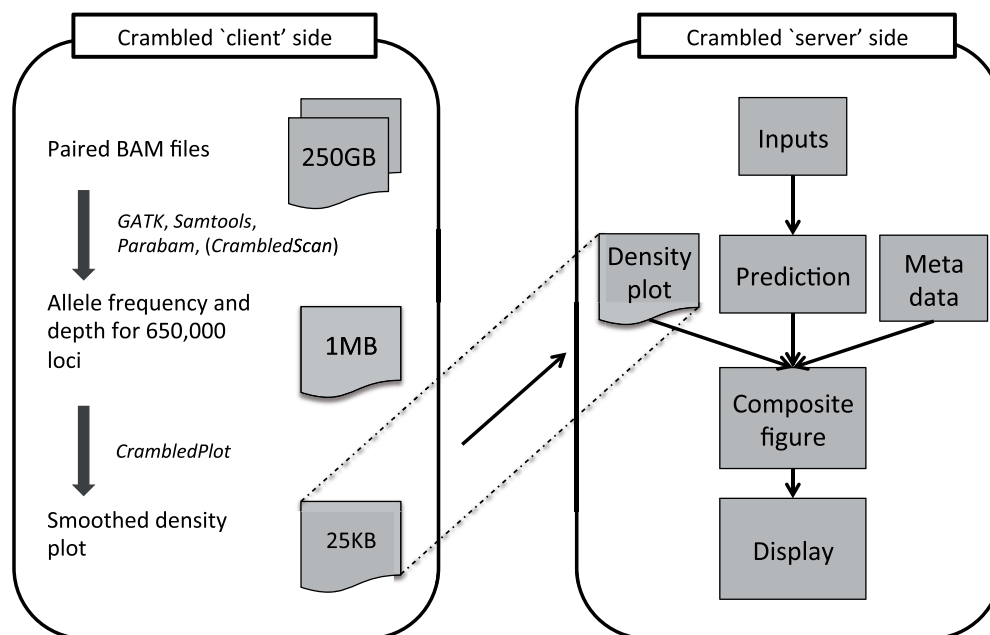 Crambled `client' side
Paired BAM files
250GB
GATK, Samtools,
Parabam, (CrambledScan)
Allele frequency and
depth for 650,000
loci
1MB
CrambledPlot
Smoothed density
plot
25KB
Crambled `server' side
Inputs
Density
plot
Prediction
Meta
data
Composite
figure
Display